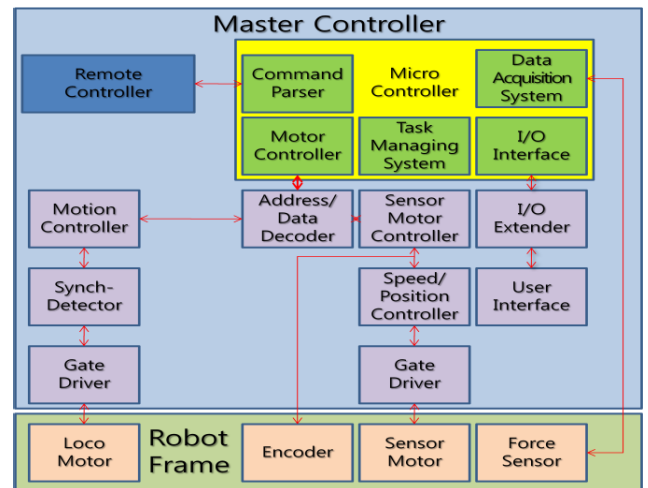 Master Controller
Remote
Controller
Command
Parser
Micro
Controller
Data
Acquisition
System
Motor
Controller
Task
Managing
System
I/O
Interface
Motion
Controller
Address/
Data
Decoder
Sensor
Motor
Controller
I/O
Extender
Synch-
Detector
Speed/
Position
Controller
User
Interface
Gate
Driver
Gate
Driver
Loco
Motor
Robot
Frame
Encoder
Sensor
Motor
Force
Sensor